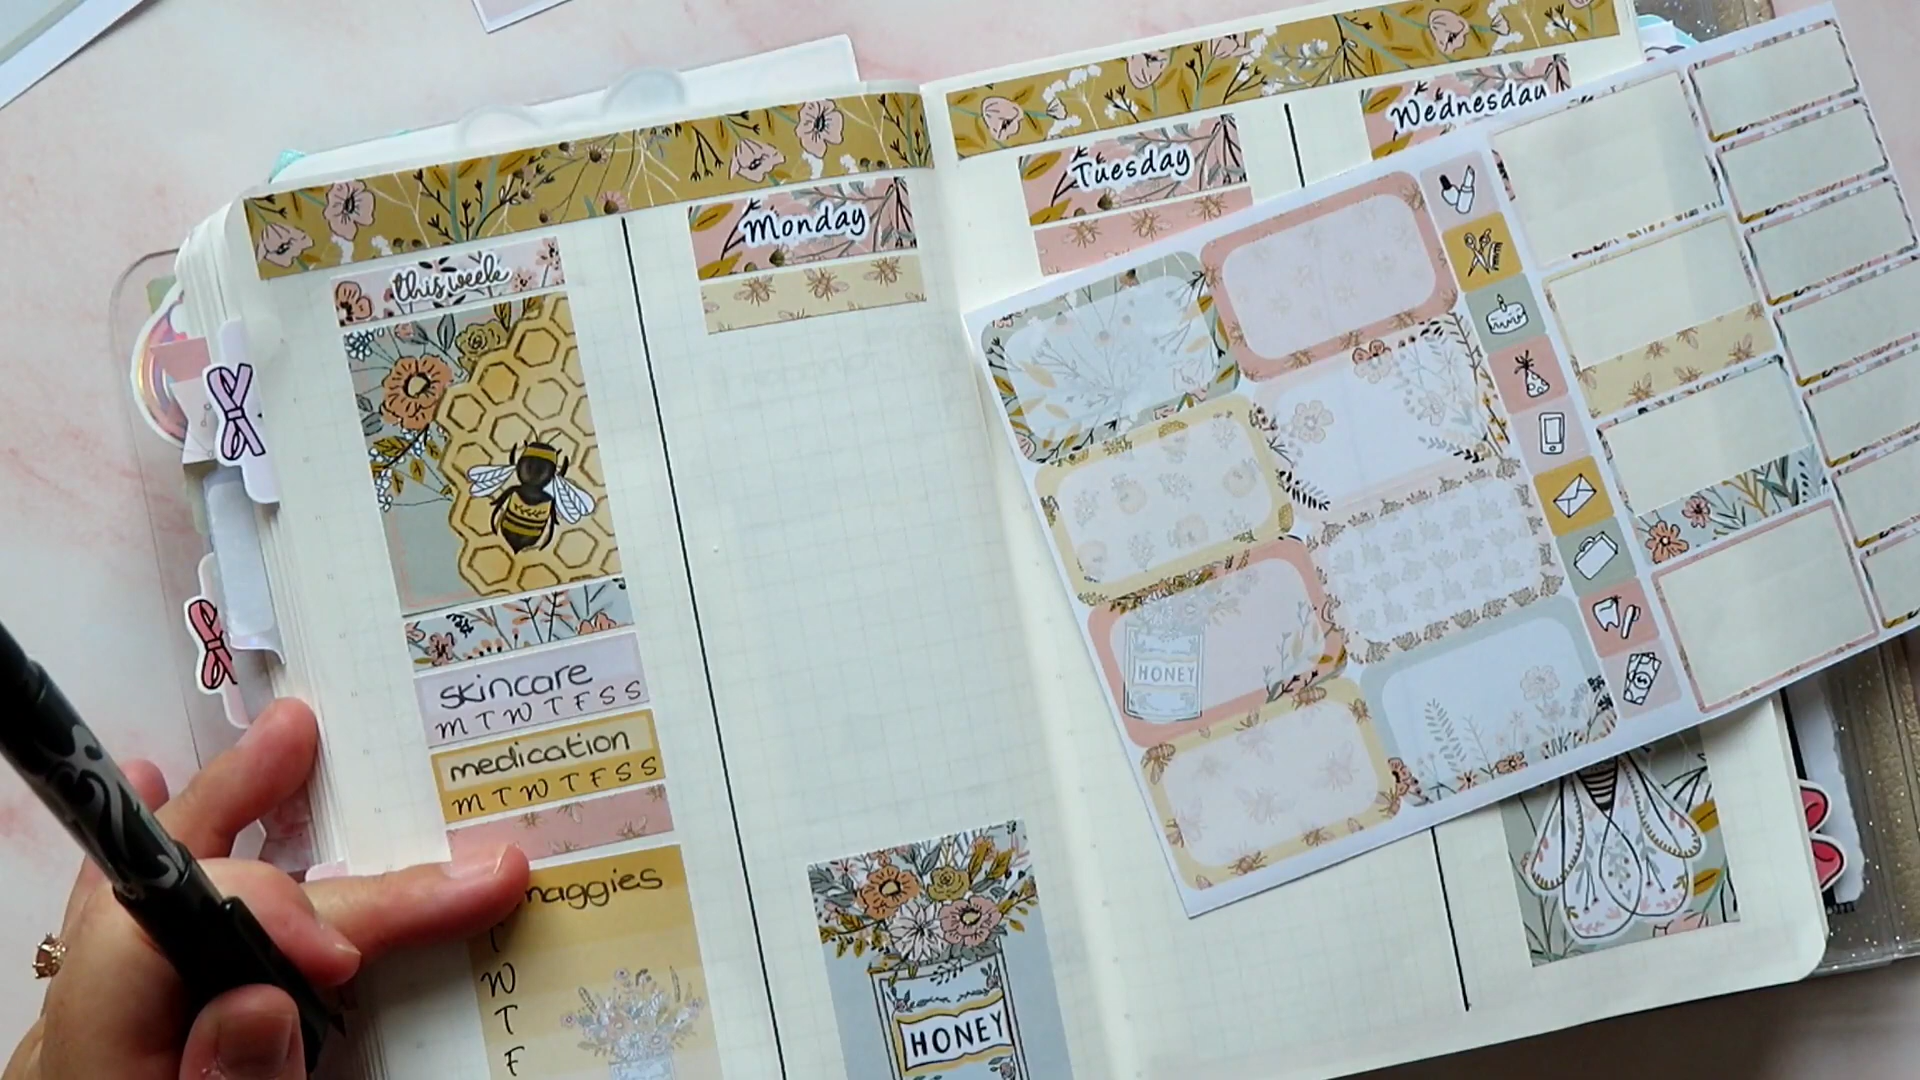 this week
Monday
Tuesday
Wednesday
skincare
M T W T F S S
medication
M T W T F S S
maggies
T
W
T
F
HONEY
HONEY